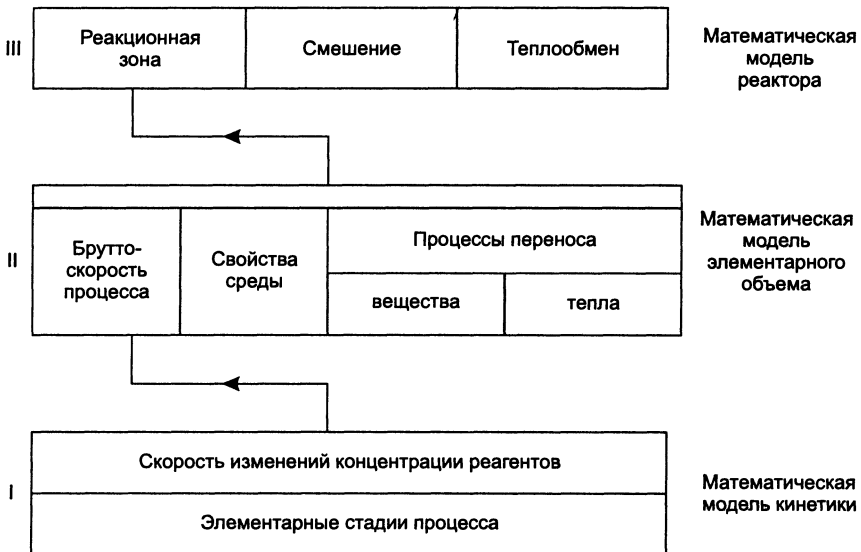 III
Реакционная
зона
Смешение
Теплообмен
Математическая
модель
реактора
II
Брутто-
скорость
процесса
Свойства
среды
Процессы переноса
вещества
тепла
Математическая
модель
элементарного
объема
I
Скорость изменений концентрации реагентов
Элементарные стадии процесса
Математическая
модель кинетики